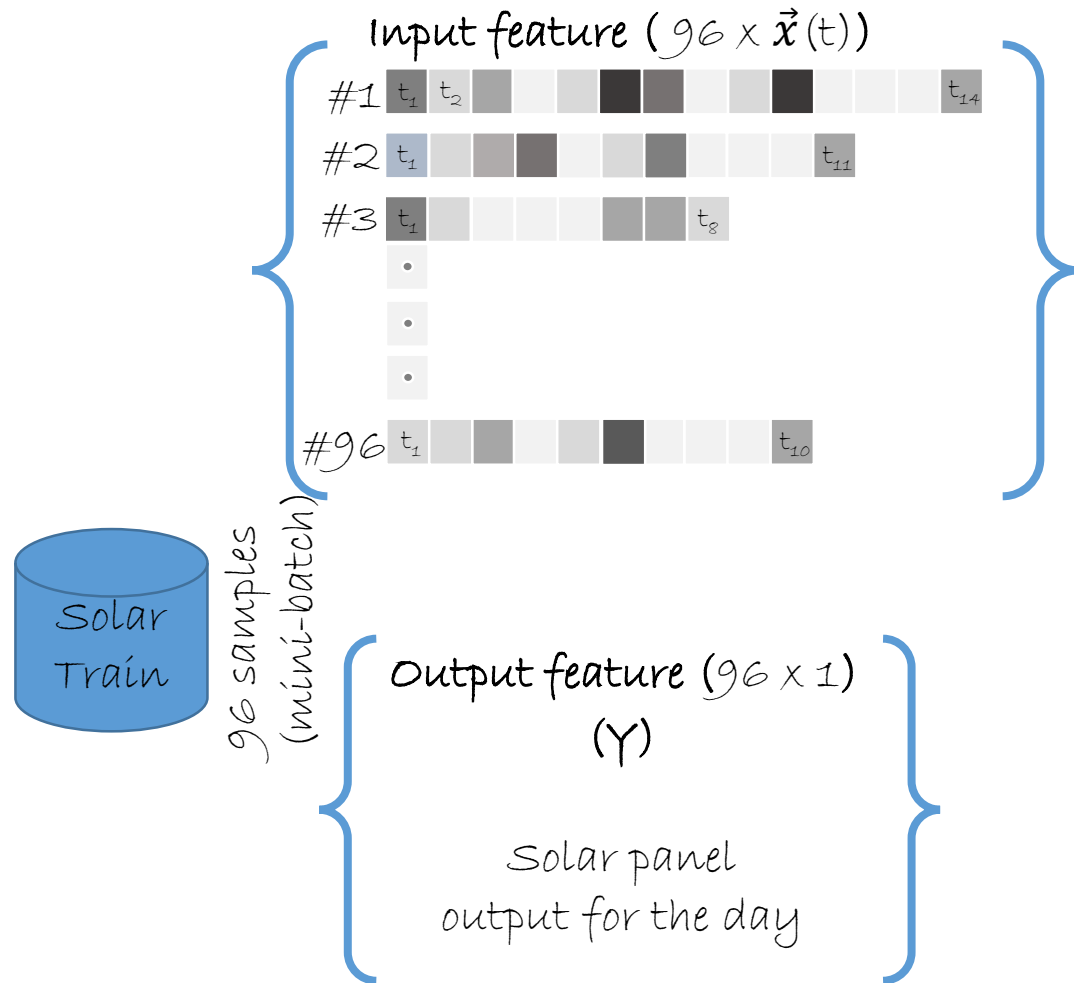 Input feature (96 x x⃗(t))
#1 t₁ t₂ t₁₄
#2 t₁ t₁₁
#3 t₁ t₈
#96 t₁ t₁₀
96 samples
(mini-batch)
Solar
Train
Output feature (96 x 1)
(Y)
Solar panel
output for the day